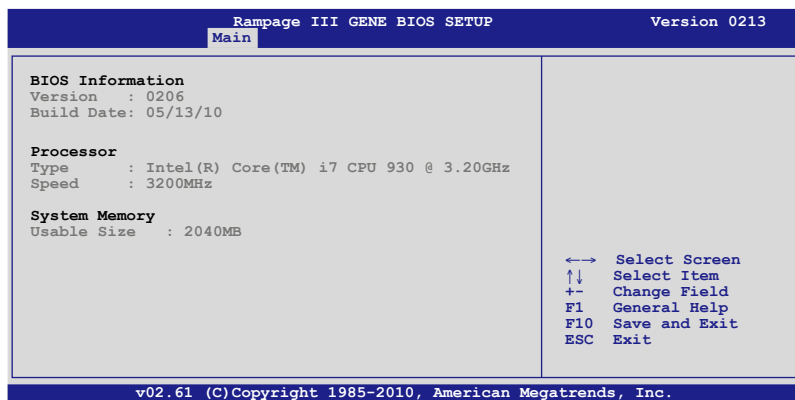 Rampage III GENE BIOS SETUP Version 0213
Main
BIOS Information
Version : 0206
Build Date: 05/13/10
Processor
Type : Intel(R) Core(TM) i7 CPU 930 @ 3.20GHz
Speed : 3200MHz
System Memory
Usable Size : 2040MB
←→ Select Screen
↑↓ Select Item
+- Change Field
F1 General Help
F10 Save and Exit
ESC Exit
v02.61 (C)Copyright 1985-2010, American Megatrends, Inc.